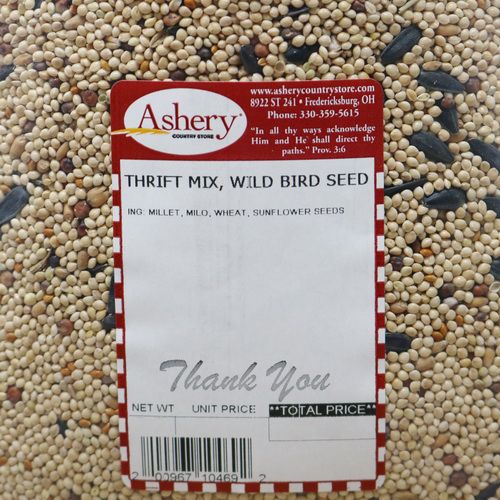 Ashery
COUNTRY STORE
www.asherycountrystore.com
8922 ST 241 • Fredericksburg, OH
Phone: 330-359-5615
"In all thy ways acknowledge
Him and He shall direct thy
paths." Prov. 3:6
THRIFT MIX, WILD BIRD SEED
ING: MILLET, MILO, WHEAT, SUNFLOWER SEEDS
Thank You
NET WT UNIT PRICE **TOTAL PRICE**
2 00967 10469 2